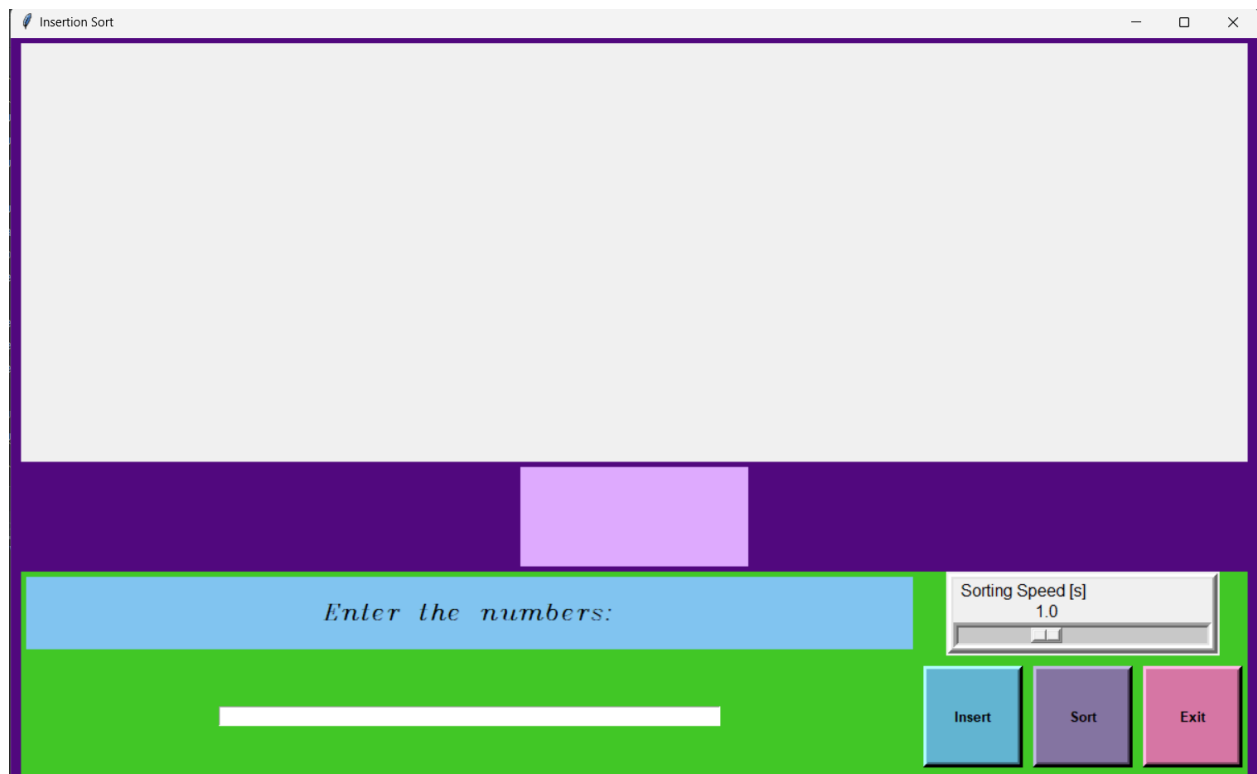 Insertion Sort
Enter the numbers:
Sorting Speed [s]
1.0
Insert
Sort
Exit